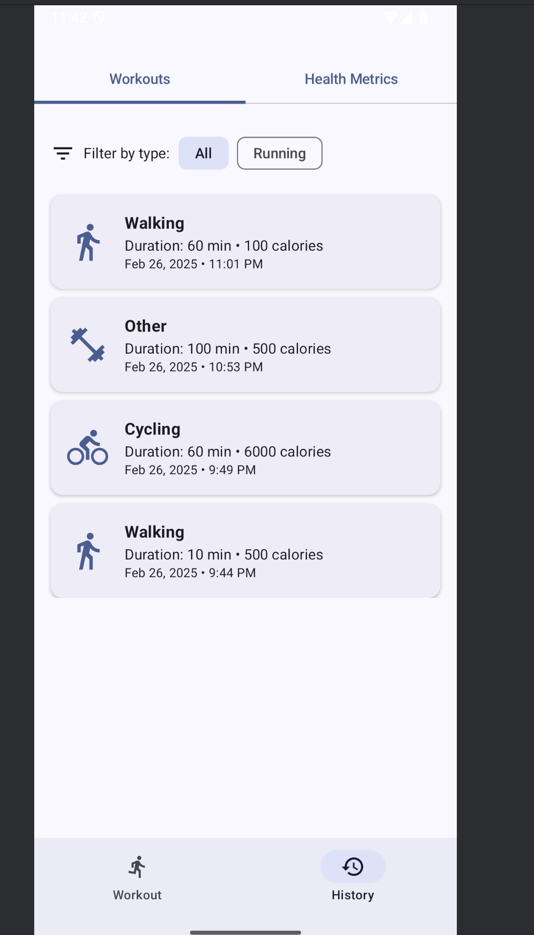 11:42
Workouts Health Metrics
Filter by type: All Running
Walking
Duration: 60 min • 100 calories
Feb 26, 2025 • 11:01 PM
Other
Duration: 100 min • 500 calories
Feb 26, 2025 • 10:53 PM
Cycling
Duration: 60 min • 6000 calories
Feb 26, 2025 • 9:49 PM
Walking
Duration: 10 min • 500 calories
Feb 26, 2025 • 9:44 PM
Workout History